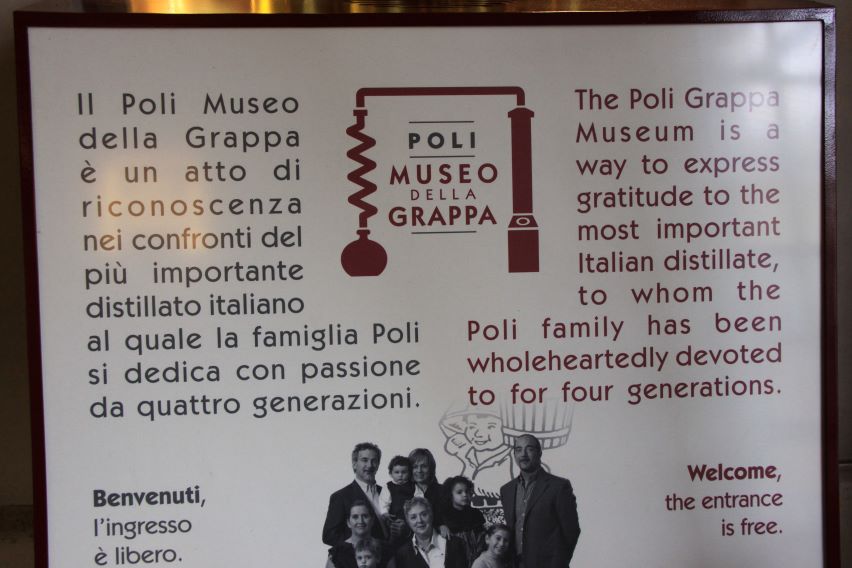 Il Poli Museo
della Grappa
è un atto di
riconoscenza
nei confronti del
più importante
distillato italiano
al quale la famiglia Poli
si dedica con passione
da quattro generazioni.
POLI
MUSEO
DELLA
GRAPPA
The Poli Grappa
Museum is a
way to express
gratitude to the
most important
Italian distillate,
to whom the
Poli family has been
wholeheartedly devoted
to for four generations.
Benvenuti,
l'ingresso
è libero.
Welcome,
the entrance
is free.